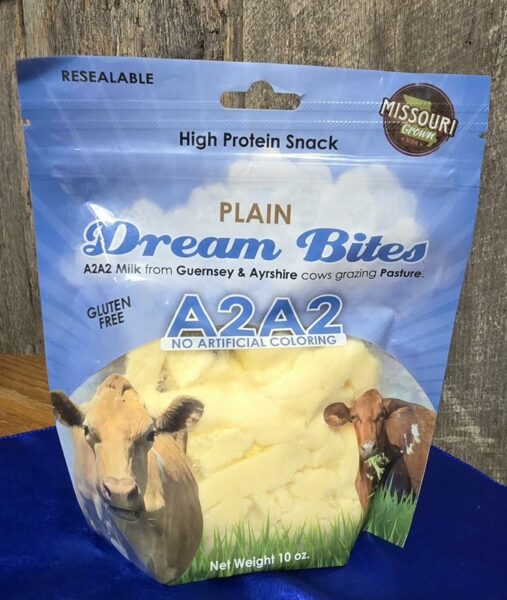 RESEALABLE
MISSOURI
Grown
High Protein Snack
PLAIN
Dream Bites
A2A2 Milk from Guernsey & Ayrshire cows grazing Pasture.
GLUTEN
FREE
A2A2
NO ARTIFICIAL COLORING
Net Weight 10 oz.